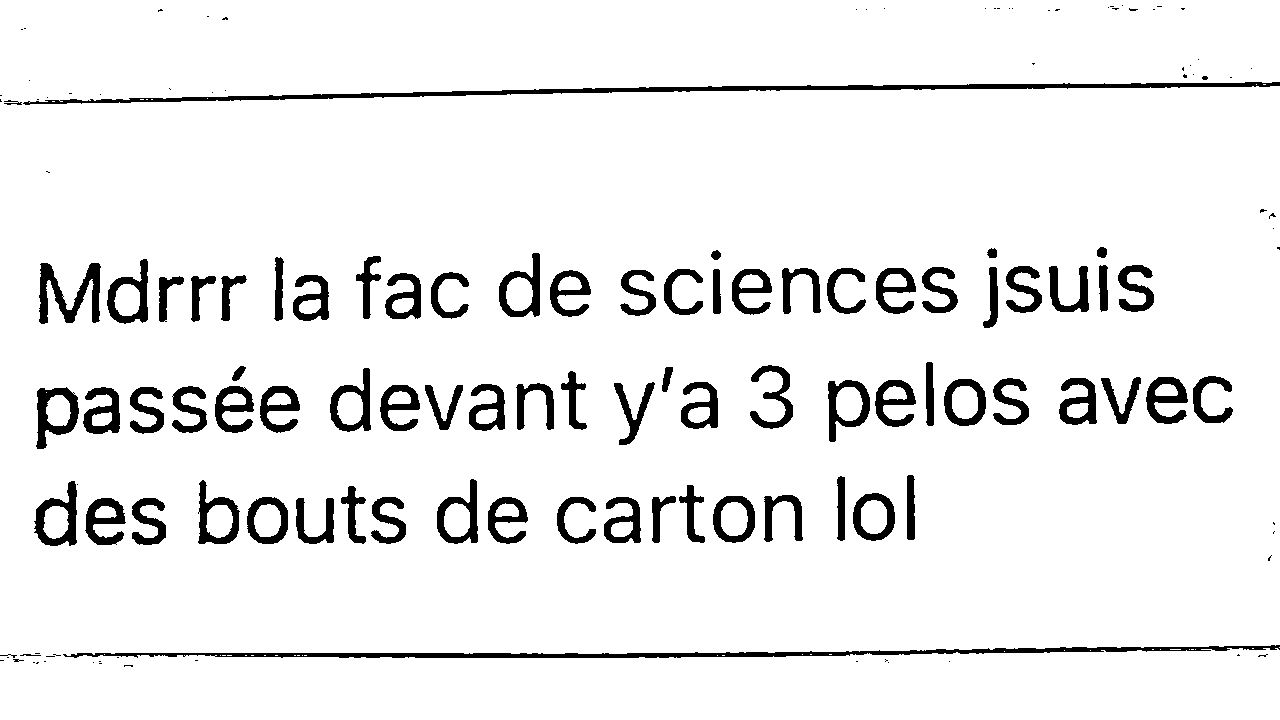 Mdrrr la fac de sciences jsuis
passée devant y'a 3 pelos avec
des bouts de carton lol